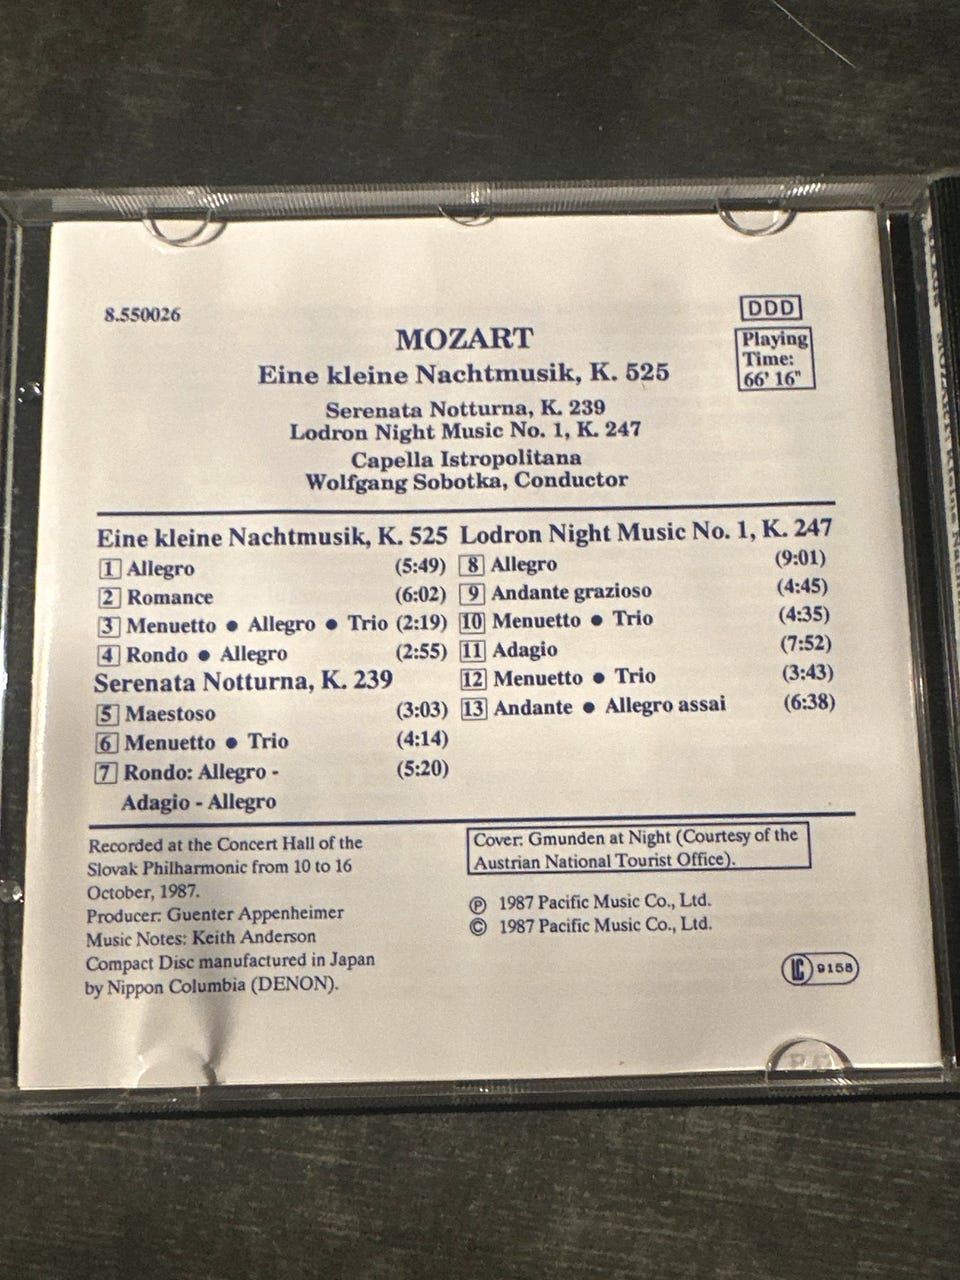 8.550026
DDD
MOZART
Playing
Time:
66' 16"
Eine kleine Nachtmusik, K. 525
Serenata Notturna, K. 239
Lodron Night Music No. 1, K. 247
Capella Istropolitana
Wolfgang Sobotka, Conductor
Eine kleine Nachtmusik, K. 525
1 Allegro (5:49)
2 Romance (6:02)
3 Menuetto • Allegro • Trio (2:19)
4 Rondo • Allegro (2:55)
Serenata Notturna, K. 239
5 Maestoso (3:03)
6 Menuetto • Trio (4:14)
7 Rondo: Allegro - (5:20)
Adagio - Allegro
Lodron Night Music No. 1, K. 247
8 Allegro (9:01)
9 Andante grazioso (4:45)
10 Menuetto • Trio (4:35)
11 Adagio (7:52)
12 Menuetto • Trio (3:43)
13 Andante • Allegro assai (6:38)
Recorded at the Concert Hall of the
Slovak Philharmonic from 10 to 16
October, 1987.
Producer: Guenter Appenheimer
Music Notes: Keith Anderson
Compact Disc manufactured in Japan
by Nippon Columbia (DENON).
Cover: Gmunden at Night (Courtesy of the
Austrian National Tourist Office).
℗ 1987 Pacific Music Co., Ltd.
© 1987 Pacific Music Co., Ltd.
LC 9158